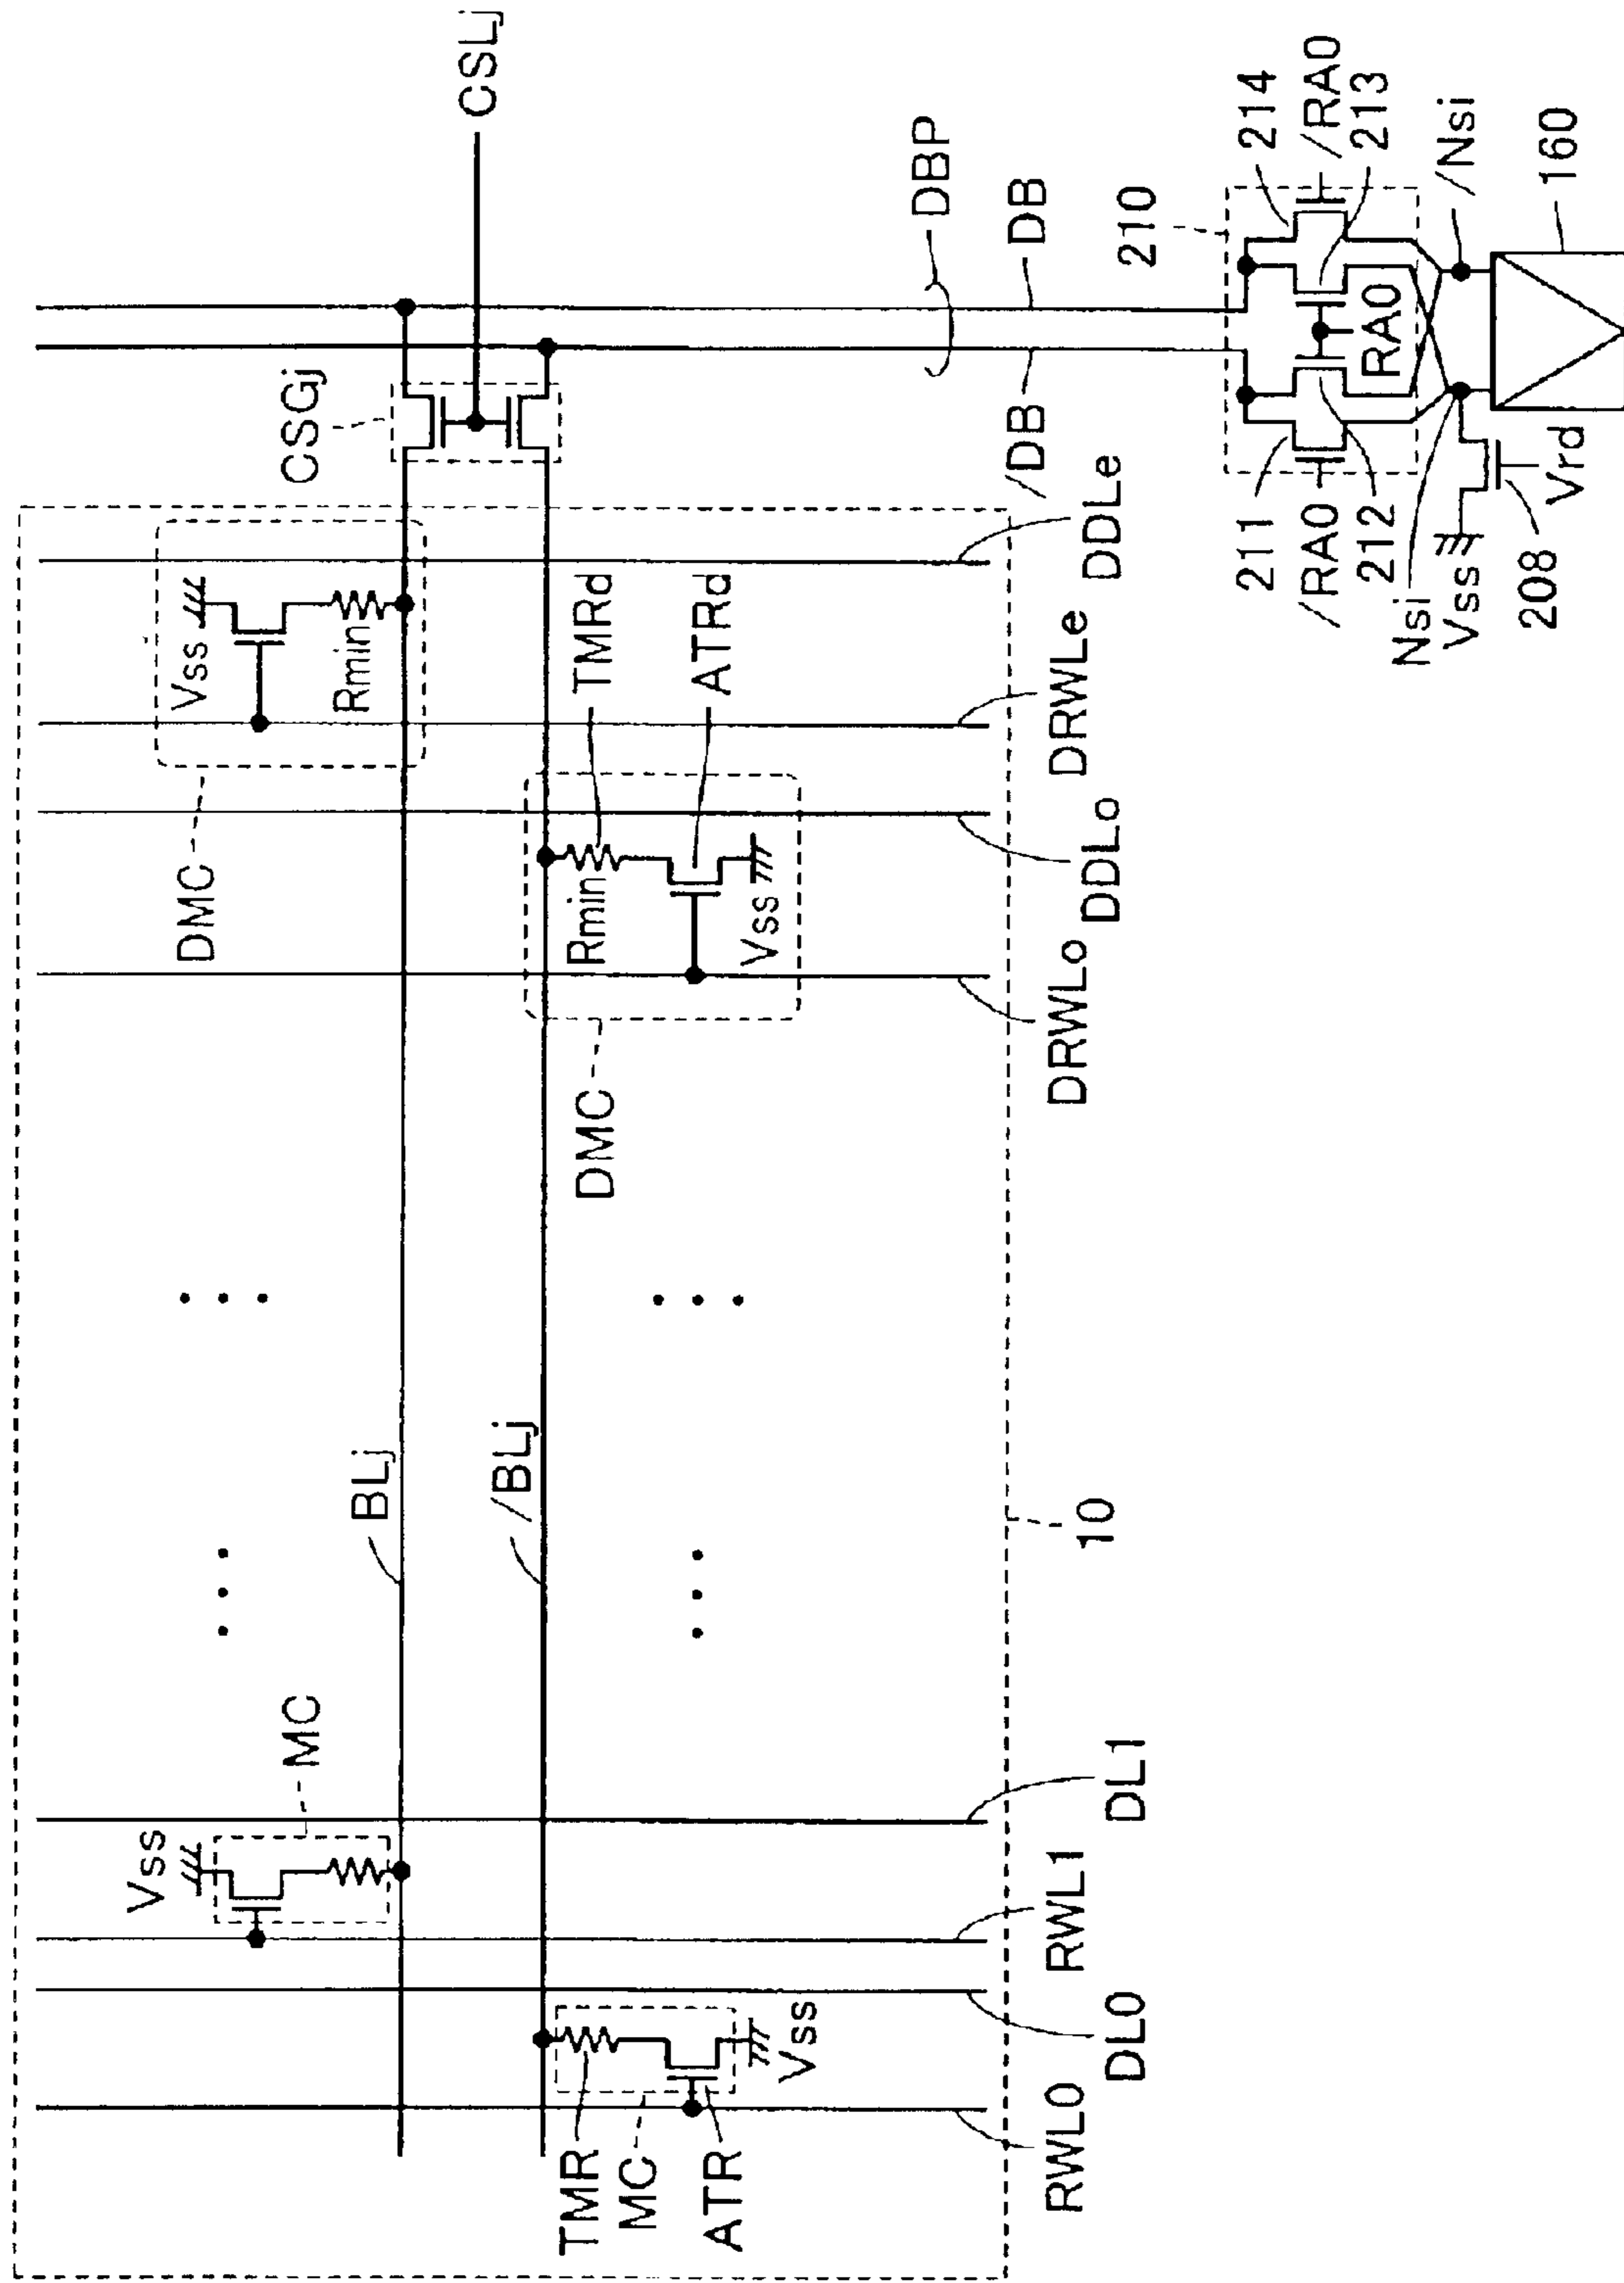 CSLj
CSGj
DBP
DB
/DB
210
214
/RA0
213
RA0
211
/RA0
212
/Nsi
Nsi
160
Vss
208
Vrd
Vss
Rmin
DMC
TMRd
ATRd
Rmin
Vss
DMC
DDLe
DRWLe
DDLo
DRWLo
BLj
/BLj
10
MC
Vss
DL1
RWL1
DL0
RWL0
TMR
MC
ATR
Vss